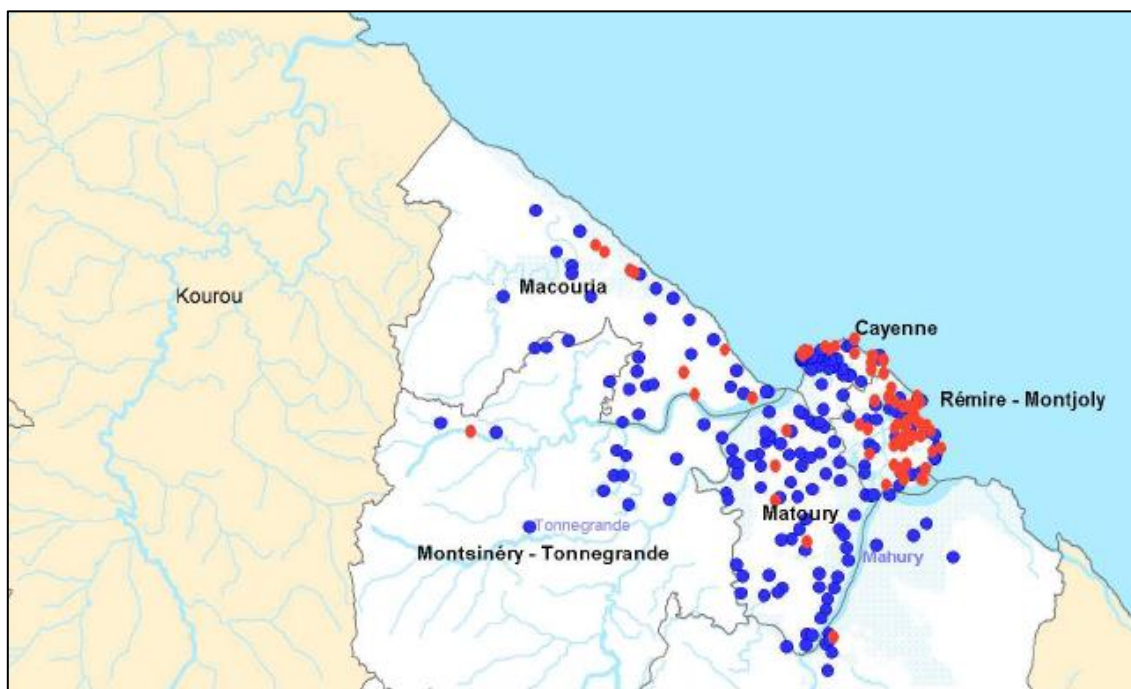 Macouria
Kourou
Cayenne
Rémire - Montjoly
Matoury
Tonnegrande
Montsinéry - Tonnegrande
Mahury